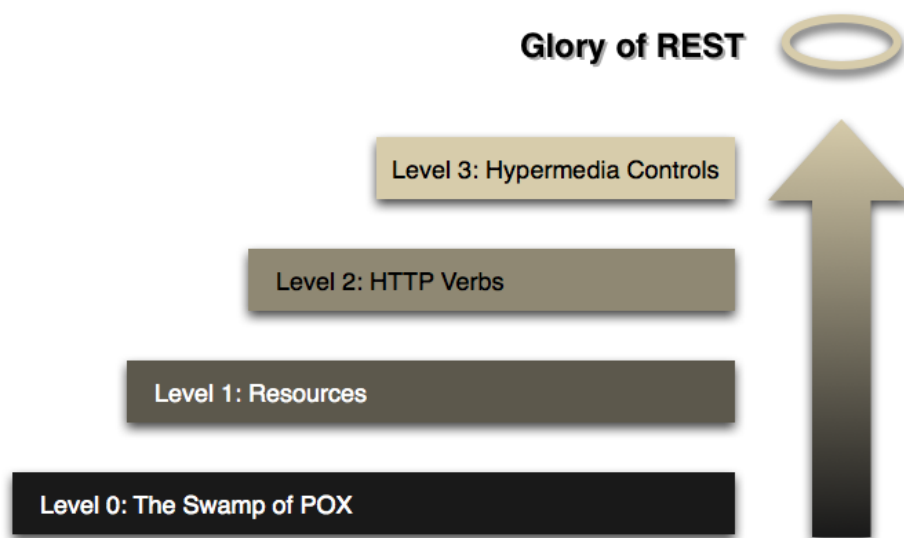 Glory of REST
Level 3: Hypermedia Controls
Level 2: HTTP Verbs
Level 1: Resources
Level 0: The Swamp of POX